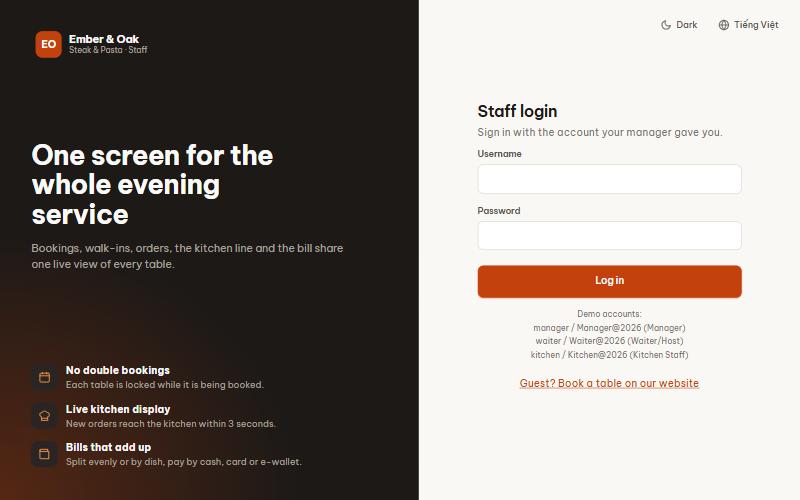 EO
Ember & Oak
Steak & Pasta · Staff
One screen for the
whole evening
service
Bookings, walk-ins, orders, the kitchen line and the bill share
one live view of every table.
No double bookings
Each table is locked while it is being booked.
Live kitchen display
New orders reach the kitchen within 3 seconds.
Bills that add up
Split evenly or by dish, pay by cash, card or e-wallet.
Dark
Tiếng Việt
Staff login
Sign in with the account your manager gave you.
Username
Password
Log in
Demo accounts:
manager / Manager@2026 (Manager)
waiter / Waiter@2026 (Waiter/Host)
kitchen / Kitchen@2026 (Kitchen Staff)
Guest? Book a table on our website